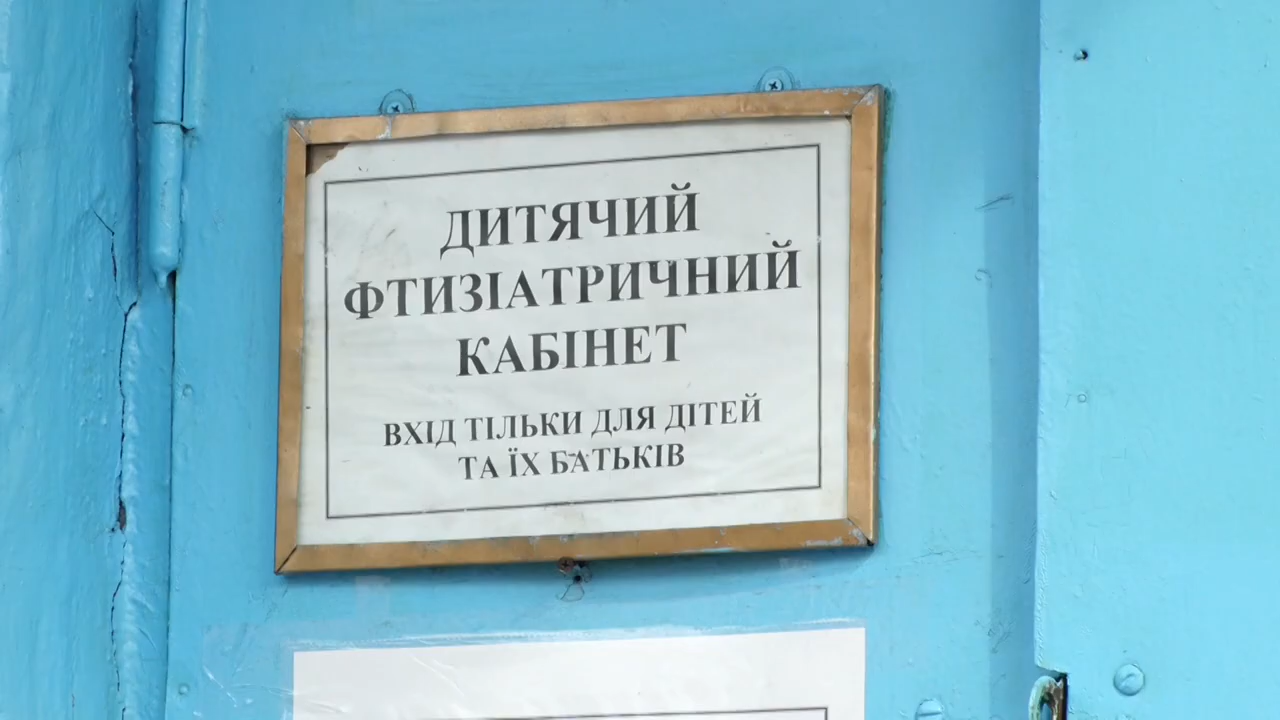 ДИТЯЧИЙ
ФТИЗІАТРИЧНИЙ
КАБІНЕТ
ВХІД ТІЛЬКИ ДЛЯ ДІТЕЙ
ТА ЇХ БАТЬКІВ